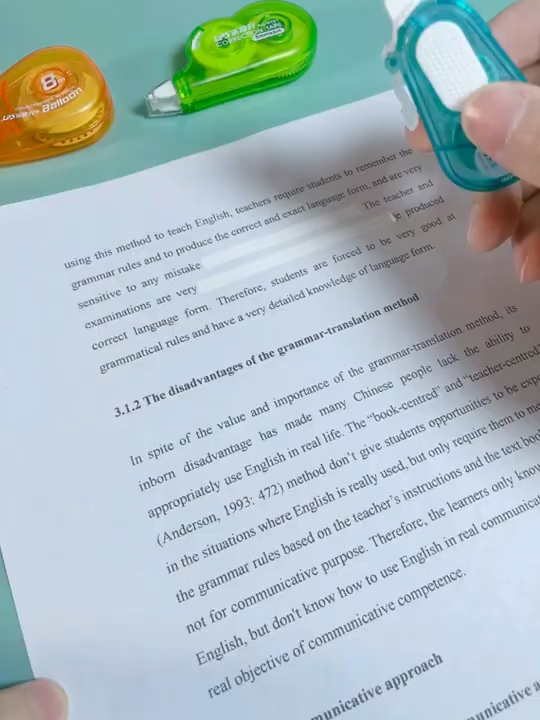 8m
Balloon
CORRECTION TAPE
using this method to teach English, teachers require students to remember the
grammar rules and to produce the correct and exact language form, and are very
sensitive to any mistake The teacher and
examinations are very produced
correct language form. Therefore, students are forced to be very good at
grammatical rules and have a very detailed knowledge of language form.
3.1.2 The disadvantages of the grammar-translation method
In spite of the value and importance of the grammar-translation method, its
inborn disadvantage has made many Chinese people lack the ability to
appropriately use English in real life. The “book-centred” and “teacher-centred”
(Anderson, 1993: 472) method don’t give students opportunities to be
in the situations where English is really used, but only require them to
the grammar rules based on the teacher’s instructions and the text
not for communicative purpose. Therefore, the learners only
English, but don't know how to use English in real
real objective of communicative competence.
approach